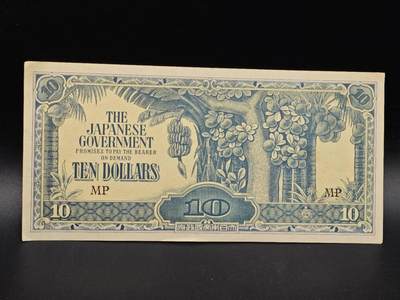 10
10
THE
JAPANESE
GOVERNMENT
PROMISES TO PAY THE BEARER
ON DEMAND
TEN DOLLARS
MP
MP
10
10
10